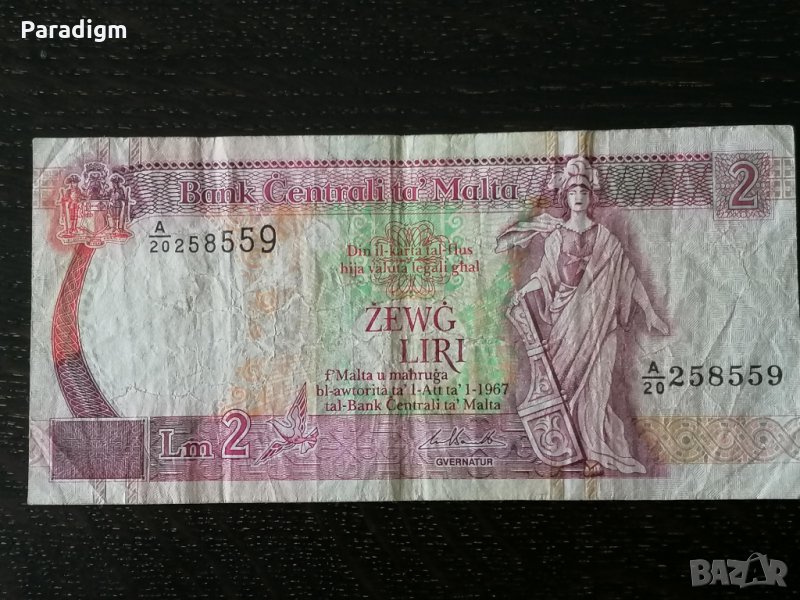 Paradigm
Bank Ċentrali ta' Malta
2
A/20 258559
Din il-karta tal-flus
hija valuta legali għal
ŻEWĠ
LIRI
f'Malta u maħruġa
bl-awtorità ta' l-Att ta' l-1967
tal-Bank Ċentrali ta' Malta
A/20 258559
Lm 2
GVERNATUR
BAZAR